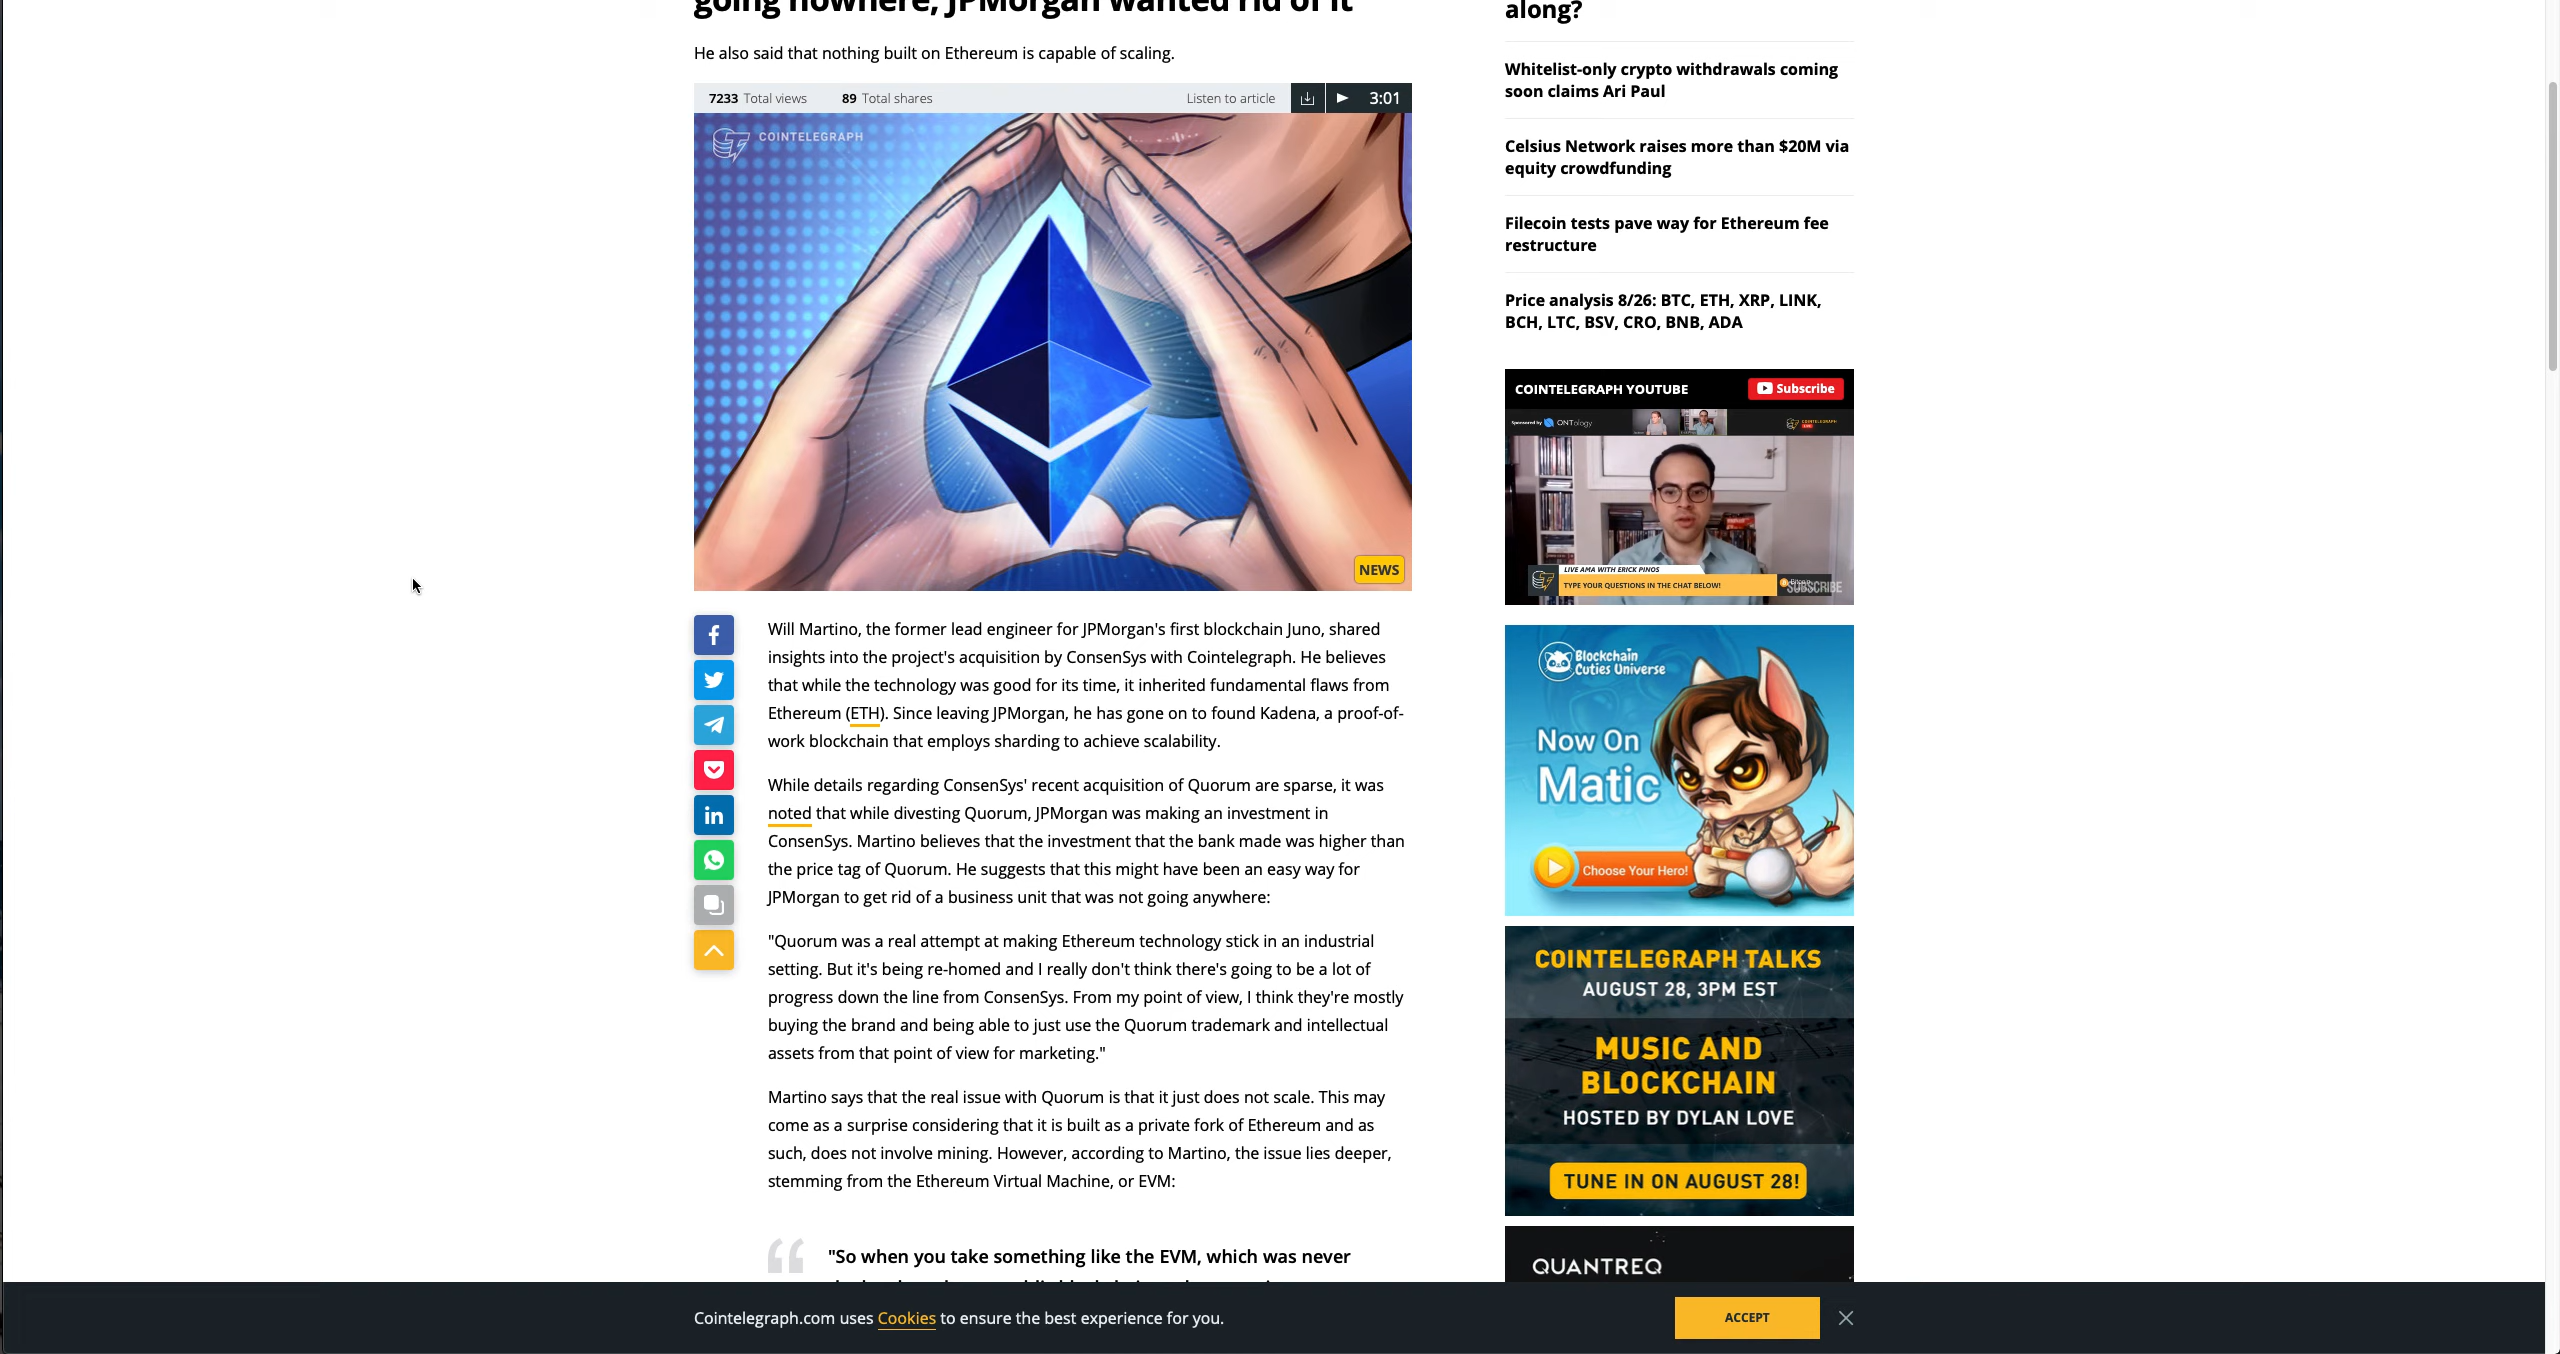 going nowhere, JPMorgan wanted rid of it
He also said that nothing built on Ethereum is capable of scaling.
7233 Total views 89 Total shares Listen to article 3:01
COINTELEGRAPH
NEWS
Will Martino, the former lead engineer for JPMorgan's first blockchain Juno, shared
insights into the project's acquisition by ConsenSys with Cointelegraph. He believes
that while the technology was good for its time, it inherited fundamental flaws from
Ethereum (ETH). Since leaving JPMorgan, he has gone on to found Kadena, a proof-of-
work blockchain that employs sharding to achieve scalability.
While details regarding ConsenSys' recent acquisition of Quorum are sparse, it was
noted that while divesting Quorum, JPMorgan was making an investment in
ConsenSys. Martino believes that the investment that the bank made was higher than
the price tag of Quorum. He suggests that this might have been an easy way for
JPMorgan to get rid of a business unit that was not going anywhere:
"Quorum was a real attempt at making Ethereum technology stick in an industrial
setting. But it's being re-homed and I really don't think there's going to be a lot of
progress down the line from ConsenSys. From my point of view, I think they're mostly
buying the brand and being able to just use the Quorum trademark and intellectual
assets from that point of view for marketing."
Martino says that the real issue with Quorum is that it just does not scale. This may
come as a surprise considering that it is built as a private fork of Ethereum and as
such, does not involve mining. However, according to Martino, the issue lies deeper,
stemming from the Ethereum Virtual Machine, or EVM:
"So when you take something like the EVM, which was never
along?
Whitelist-only crypto withdrawals coming
soon claims Ari Paul
Celsius Network raises more than $20M via
equity crowdfunding
Filecoin tests pave way for Ethereum fee
restructure
Price analysis 8/26: BTC, ETH, XRP, LINK,
BCH, LTC, BSV, CRO, BNB, ADA
COINTELEGRAPH YOUTUBE Subscribe
Sponsored by ONTology COINTELEGRAPH
LIVE AMA WITH ERICK PINOS
TYPE YOUR QUESTIONS IN THE CHAT BELOW!
SUBSCRIBE
Blockchain
Cuties Universe
Now On
Matic
Choose Your Hero!
COINTELEGRAPH TALKS
AUGUST 28, 3PM EST
MUSIC AND
BLOCKCHAIN
HOSTED BY DYLAN LOVE
TUNE IN ON AUGUST 28!
QUANTREQ
Cointelegraph.com uses Cookies to ensure the best experience for you. ACCEPT